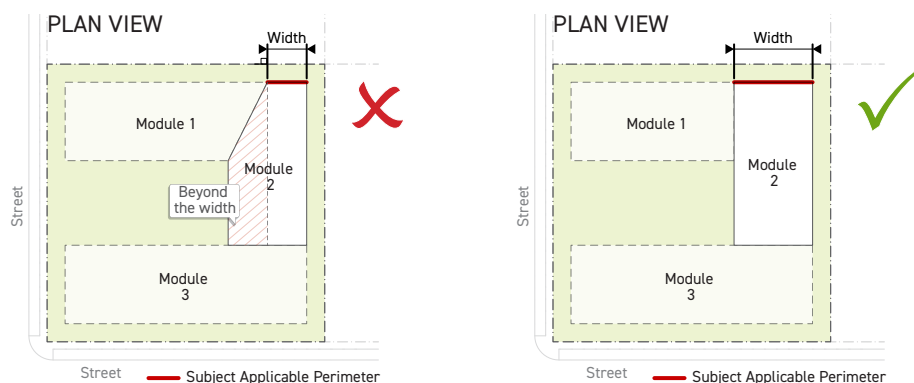 PLAN VIEW
Width
Module 1
Module
2
Beyond
the width
Module
3
Street
Street
Subject Applicable Perimeter
PLAN VIEW
Width
Module 1
Module
2
Module
3
Street
Street
Subject Applicable Perimeter